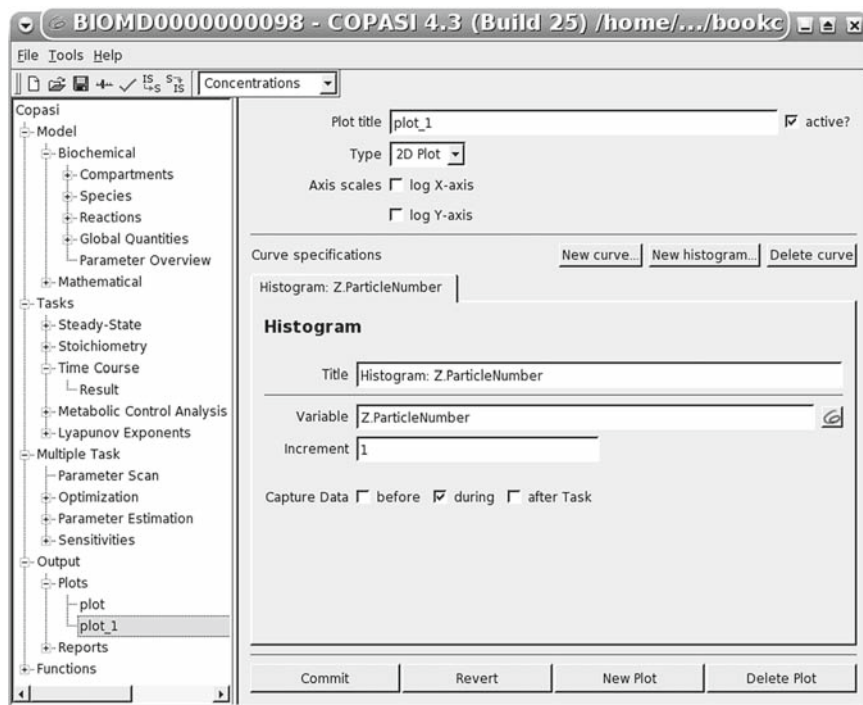 BIOMD0000000098 - COPASI 4.3 (Build 25) /home/.../bookc
File Tools Help
IS S
S IS
Concentrations
Copasi
Model
Biochemical
Compartments
Species
Reactions
Global Quantities
Parameter Overview
Mathematical
Tasks
Steady-State
Stoichiometry
Time Course
Result
Metabolic Control Analysis
Lyapunov Exponents
Multiple Task
Parameter Scan
Optimization
Parameter Estimation
Sensitivities
Output
Plots
plot
plot_1
Reports
Functions
Plot title plot_1 active?
Type 2D Plot
Axis scales log X-axis
log Y-axis
Curve specifications New curve... New histogram... Delete curve
Histogram: Z.ParticleNumber
Histogram
Title Histogram: Z.ParticleNumber
Variable Z.ParticleNumber
Increment 1
Capture Data before during after Task
Commit Revert New Plot Delete Plot